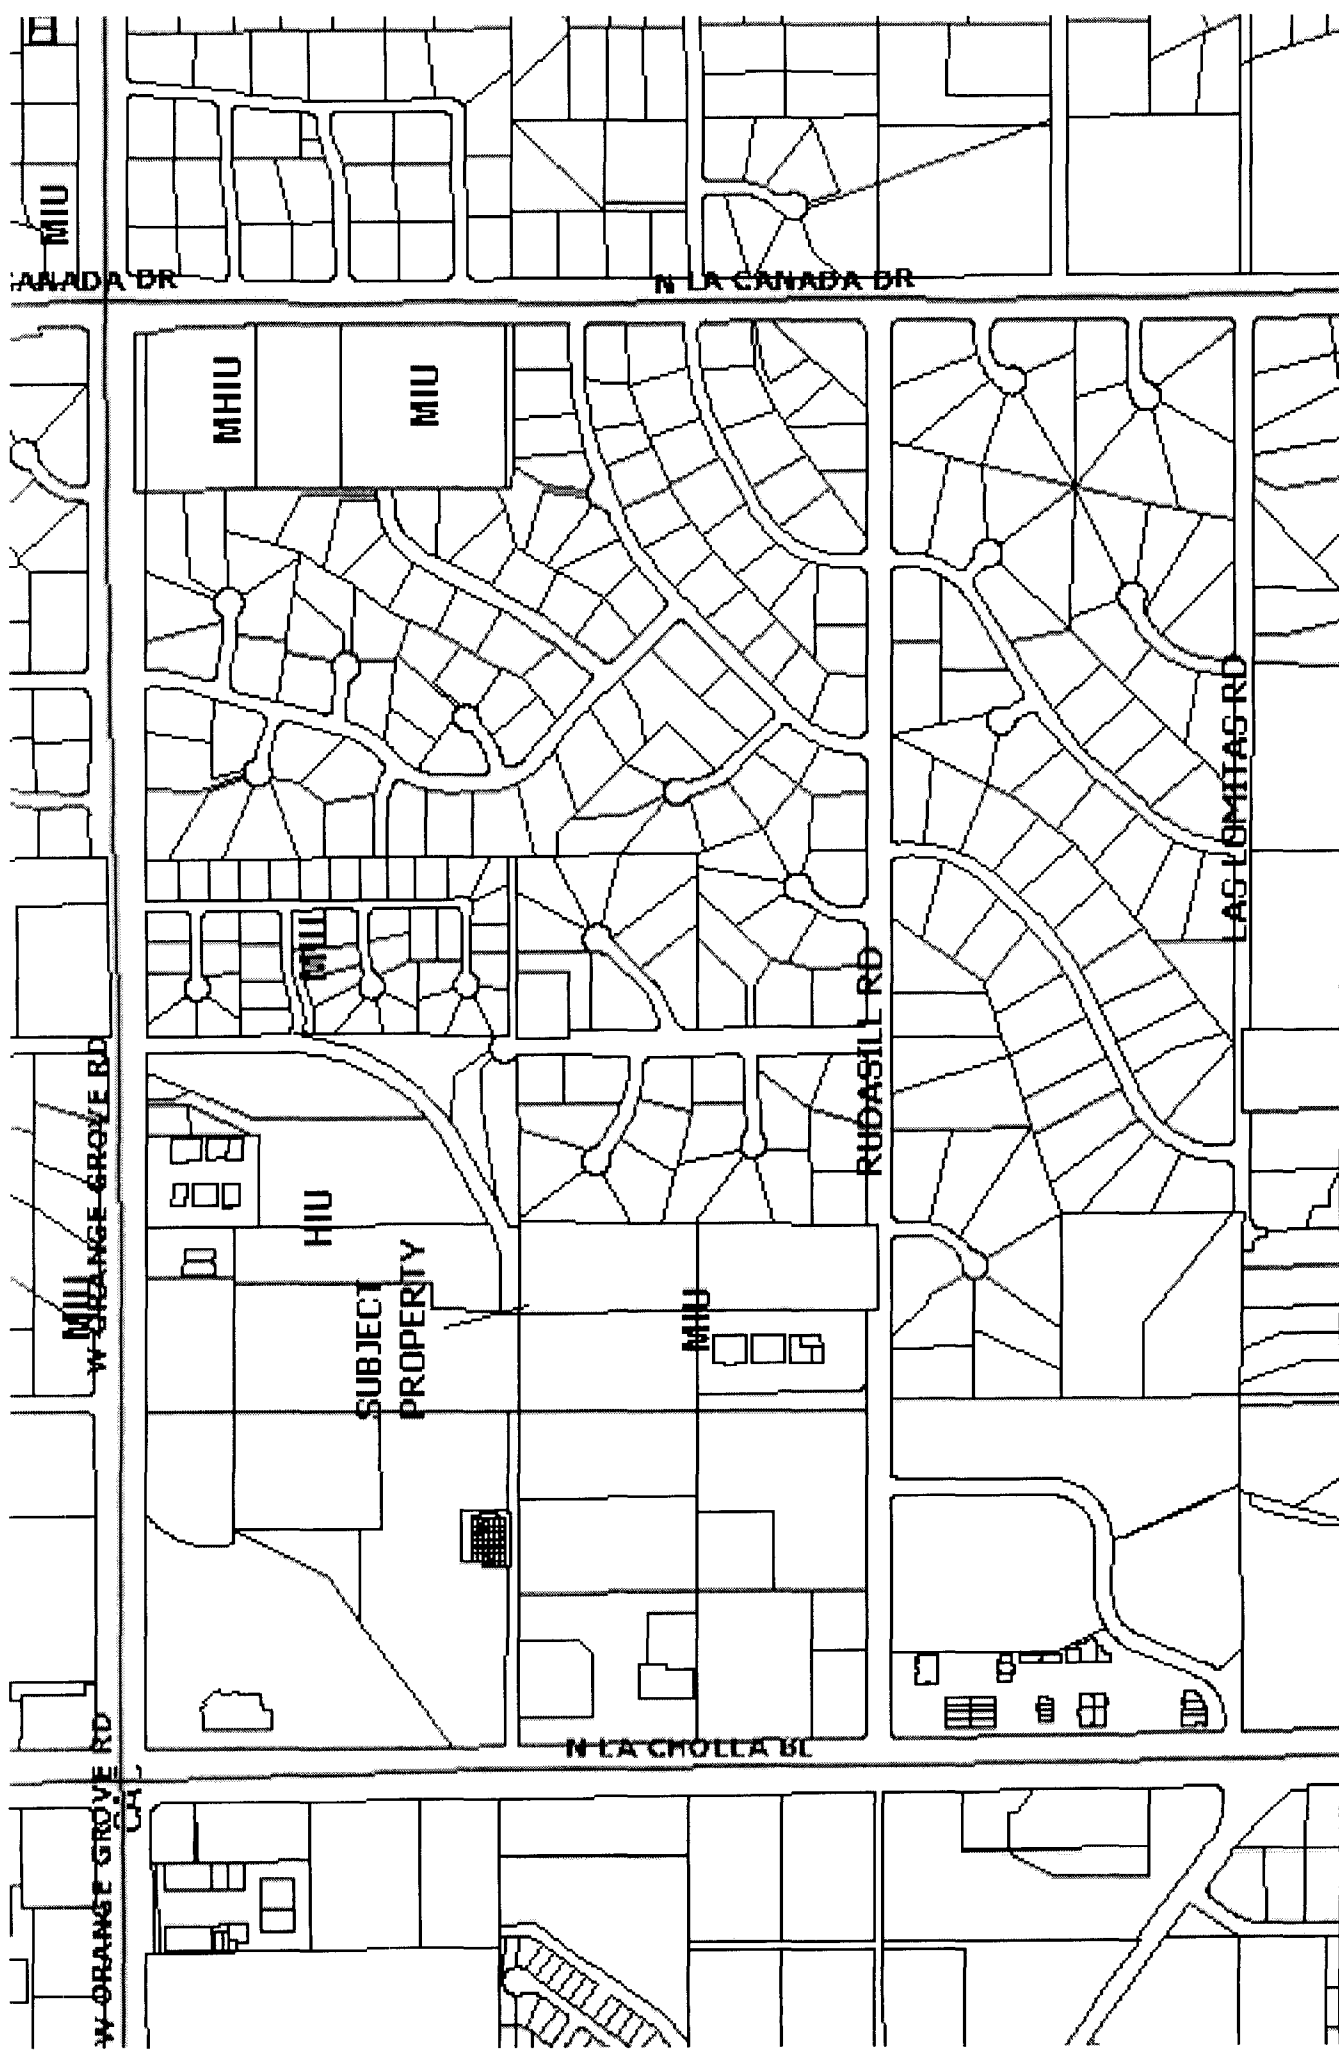 MIU
CANADA DR
N LA CANADA DR
MHIU
MIU
LAS LOMITAS RD
MIU
RUDASILL RD
W ORANGE GROVE RD
HIU
SUBJECT
PROPERTY
MIU
MIU
N LA CHOLLA BL
W ORANGE GROVE RD